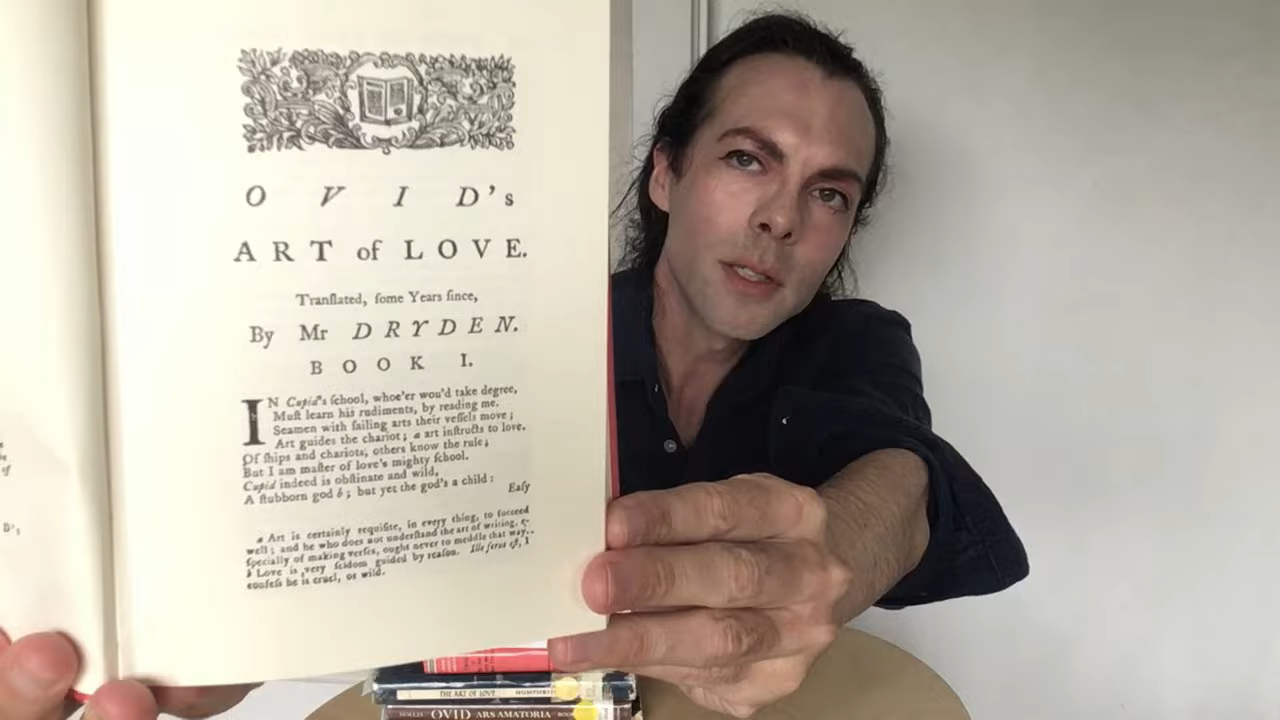 OVID's
ART of LOVE.
Tranſlated, ſome Years ſince,
By Mr DRYDEN.
BOOK I.
IN Cupid's ſchool, whoe'er wou'd take degree,
Muſt learn his rudiments, by reading me.
Seamen with ſailing arts their veſſels move;
Art guides the chariot; a art inſtructs to love.
Of ſhips and chariots, others know the rule;
But I am maſter of love's mighty ſchool.
Cupid indeed is obſtinate and wild,
A ſtubborn god b; but yet the god's a child:
Eaſy
a Art is certainly requiſite, in every thing, to ſucceed
well; and he who does not underſtand the art of writing, e-
ſpecially of making verſes, ought never to meddle that way.
b Love is very ſeldom guided by reaſon. Ille ferus eſt, I
confeſs he is cruel, or wild.
of
D's,
THE ART OF LOVE HUMPHRIES
HOLLIS OVID ARS AMATORIA BOOK